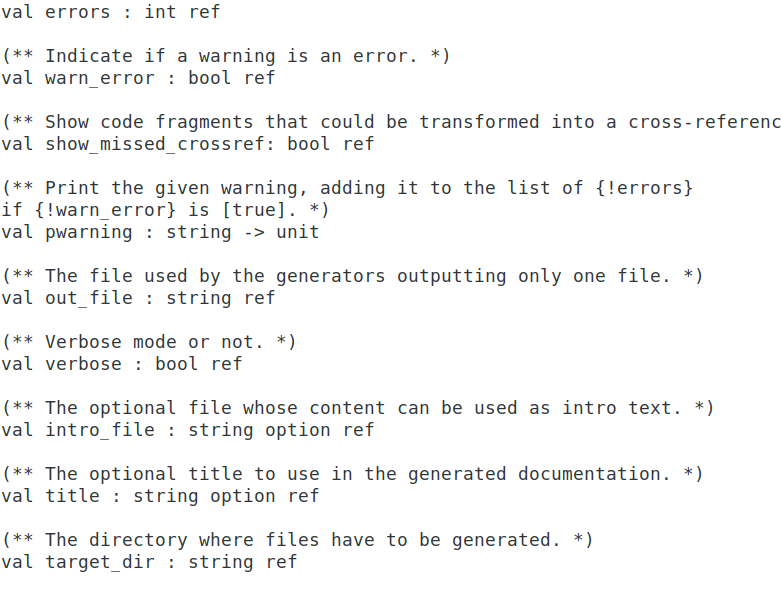 val errors : int ref
(** Indicate if a warning is an error. *)
val warn_error : bool ref
(** Show code fragments that could be transformed into a cross-referenc
val show_missed_crossref: bool ref
(** Print the given warning, adding it to the list of {!errors}
if {!warn_error} is [true]. *)
val pwarning : string -> unit
(** The file used by the generators outputting only one file. *)
val out_file : string ref
(** Verbose mode or not. *)
val verbose : bool ref
(** The optional file whose content can be used as intro text. *)
val intro_file : string option ref
(** The optional title to use in the generated documentation. *)
val title : string option ref
(** The directory where files have to be generated. *)
val target_dir : string ref